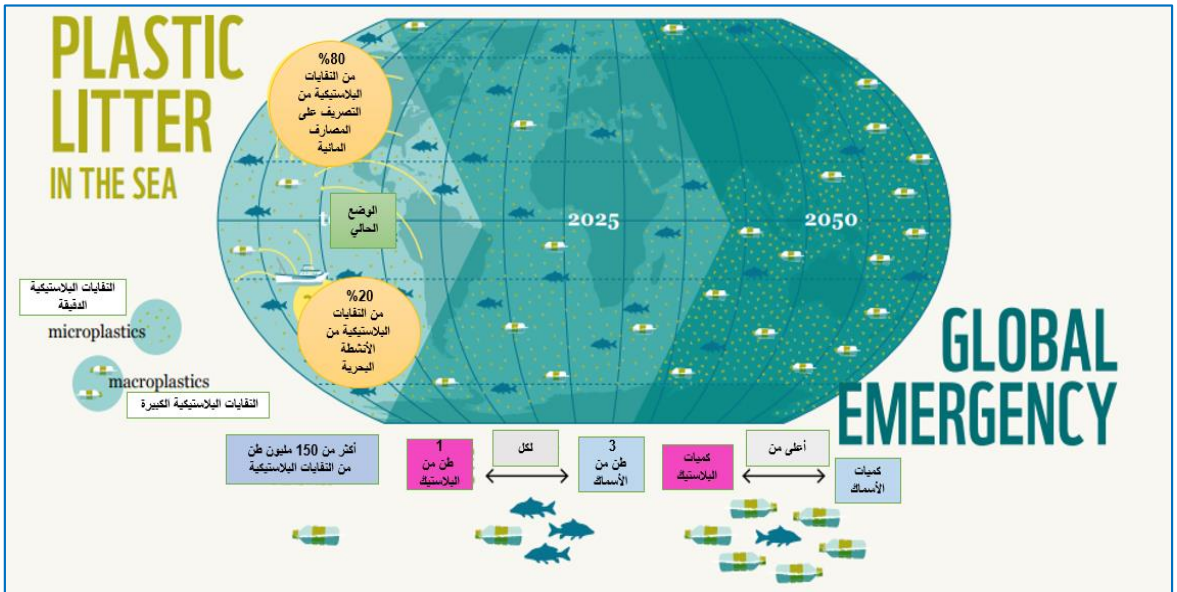 PLASTIC
LITTER
IN THE SEA
%80
من النفايات
البلاستيكية من
التصريف على
المصارف
المائية
الوضع
الحالي
2025
2050
%20
من النفايات
البلاستيكية من
الأنشطة
البحرية
النفايات البلاستيكية
الدقيقة
microplastics
macroplastics
النفايات البلاستيكية الكبيرة
GLOBAL
EMERGENCY
أكثر من 150 مليون طن
من النفايات البلاستيكية
1
طن من
البلاستيك
لكل
3
طن من
الأسماك
كميات
البلاستيك
أعلى من
كميات
الأسماك